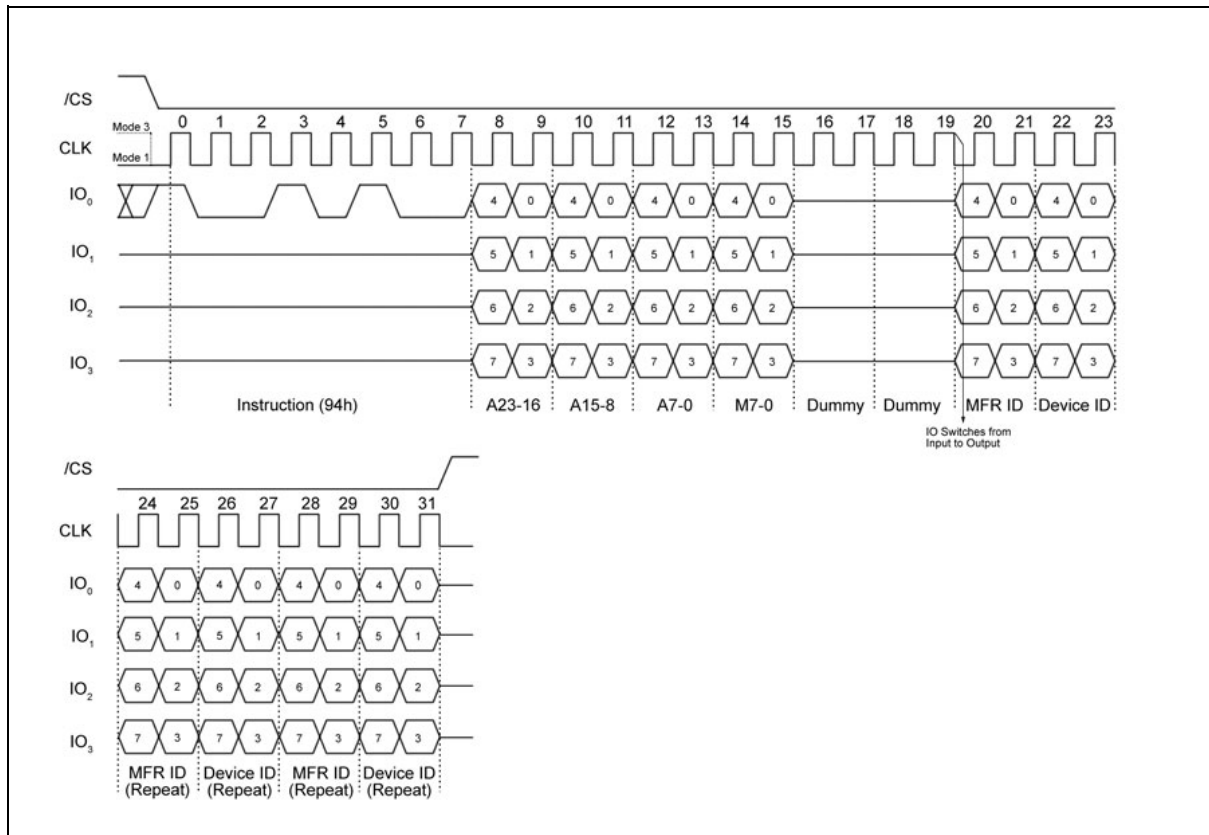 /CS
Mode 3
0 1 2 3 4 5 6 7 8 9 10 11 12 13 14 15 16 17 18 19 20 21 22 23
CLK
Mode 1
IO0 4 0 4 0 4 0 4 0 4 0 4 0
IO1 5 1 5 1 5 1 5 1 5 1 5 1
IO2 6 2 6 2 6 2 6 2 6 2 6 2
IO3 7 3 7 3 7 3 7 3 7 3 7 3
Instruction (94h) A23-16 A15-8 A7-0 M7-0 Dummy Dummy MFR ID Device ID
IO Switches from
Input to Output
/CS
24 25 26 27 28 29 30 31
CLK
IO0 4 0 4 0 4 0 4 0
IO1 5 1 5 1 5 1 5 1
IO2 6 2 6 2 6 2 6 2
IO3 7 3 7 3 7 3 7 3
MFR ID Device ID MFR ID Device ID
(Repeat) (Repeat) (Repeat) (Repeat)